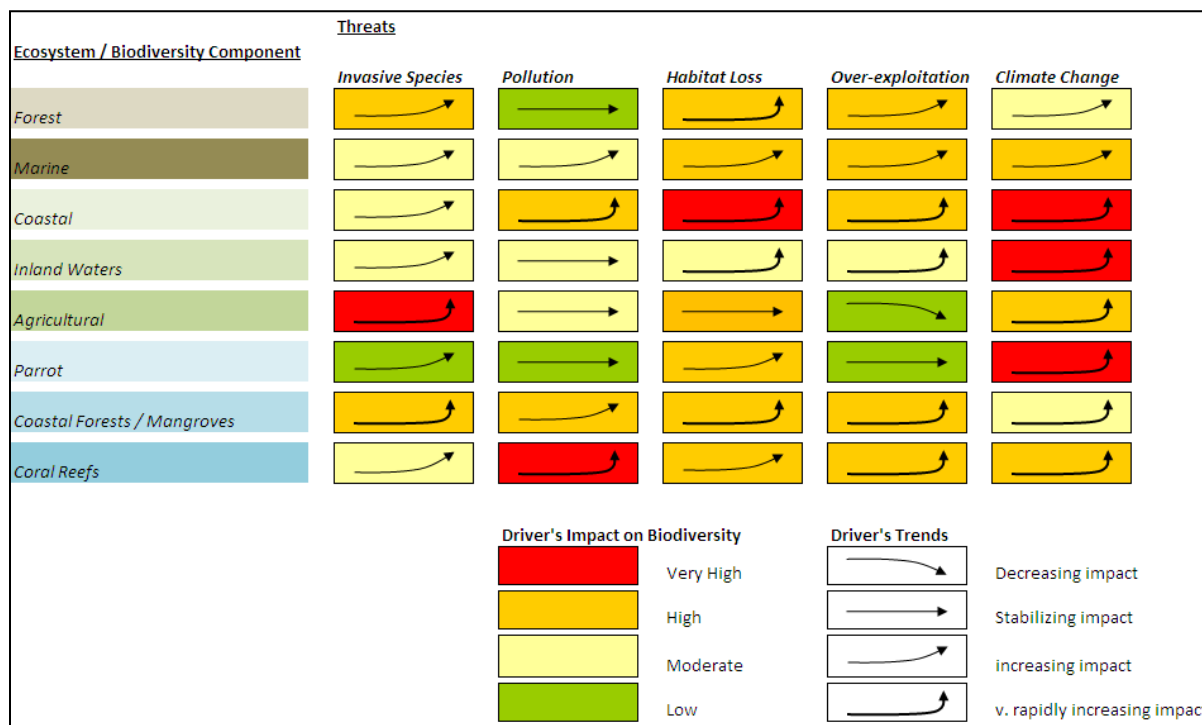 Threats
Ecosystem / Biodiversity Component
Invasive Species Pollution Habitat Loss Over-exploitation Climate Change
Forest
Marine
Coastal
Inland Waters
Agricultural
Parrot
Coastal Forests / Mangroves
Coral Reefs
Driver's Impact on Biodiversity Driver's Trends
Very High Decreasing impact
High Stabilizing impact
Moderate increasing impact
Low v. rapidly increasing impac